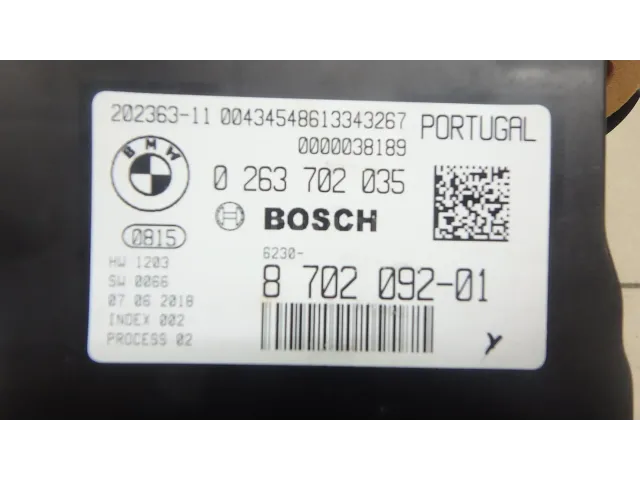 202363-11 00434548613343267 PORTUGAL
0000038189
BMW
0 263 702 035
BOSCH
0815
6230-
HW 1203
8 702 092-01
SW 0066
07 06 2018
INDEX 002
PROCESS 02
Y